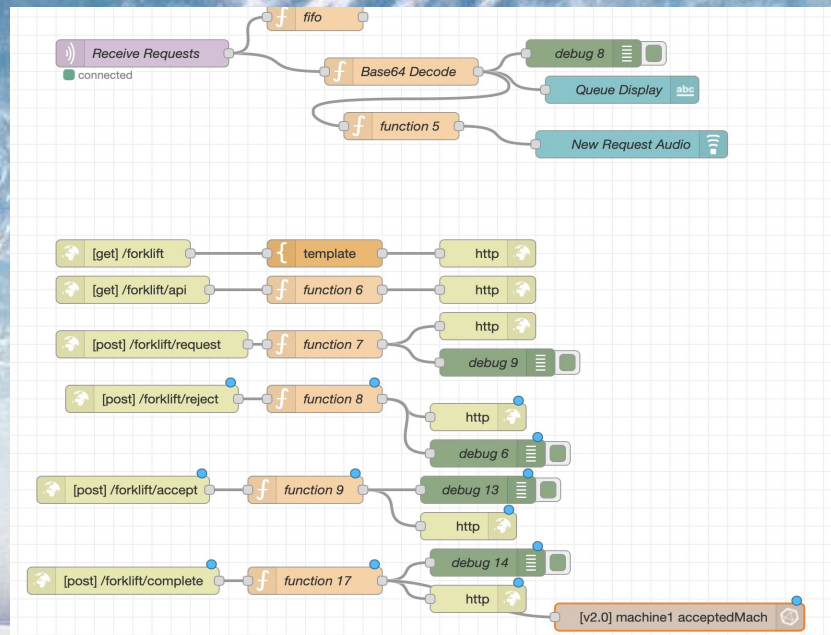 fifo
Receive Requests
connected
Base64 Decode
debug 8
Queue Display
abc
function 5
New Request Audio
[get] /forklift
template
http
[get] /forklift/api
function 6
http
[post] /forklift/request
function 7
http
debug 9
[post] /forklift/reject
function 8
http
debug 6
[post] /forklift/accept
function 9
debug 13
http
[post] /forklift/complete
function 17
debug 14
http
[v2.0] machine1 acceptedMach